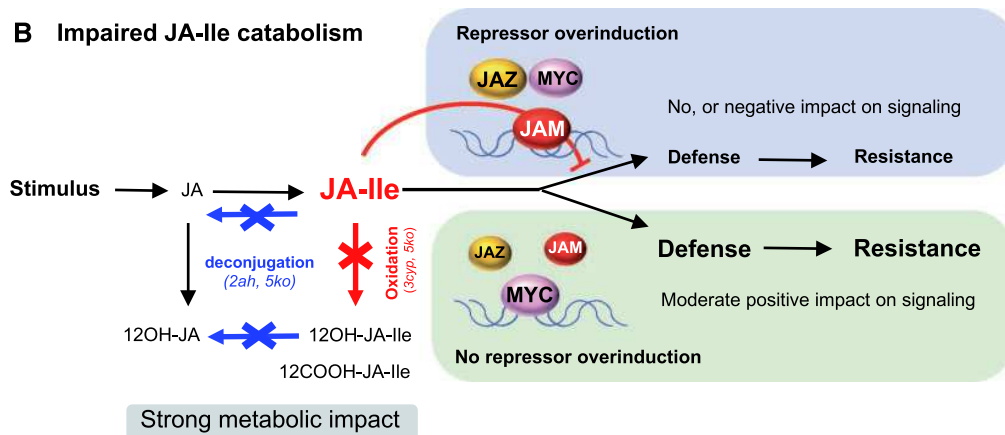 B Impaired JA-Ile catabolism
Repressor overinduction
JAZ MYC
JAM
No, or negative impact on signaling
Defense Resistance
Stimulus JA JA-Ile
deconjugation
(2ah, 5ko)
Oxidation
(3cyp, 5ko)
JAZ JAM
MYC
Defense Resistance
Moderate positive impact on signaling
12OH-JA 12OH-JA-Ile
No repressor overinduction
12COOH-JA-Ile
Strong metabolic impact